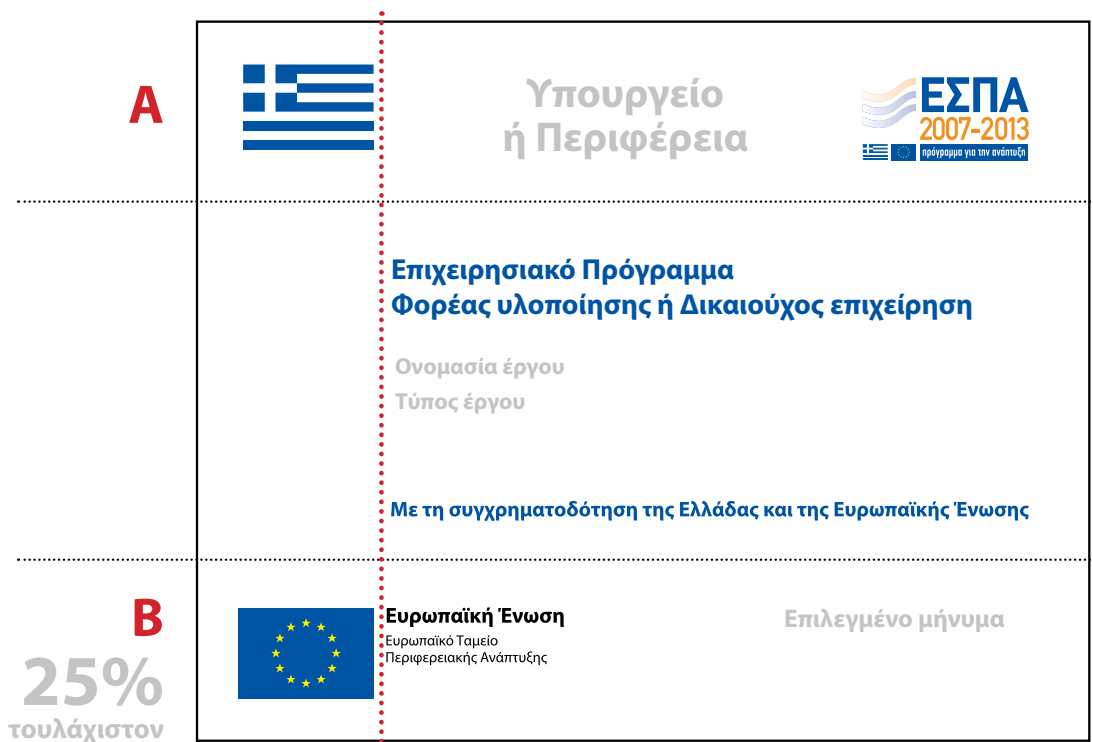 A
Υπουργείο
ή Περιφέρεια
ΕΣΠΑ
2007-2013
πρόγραμμα για την ανάπτυξη
Επιχειρησιακό Πρόγραμμα
Φορέας υλοποίησης ή Δικαιούχος επιχείρηση
Ονομασία έργου
Τύπος έργου
Με τη συγχρηματοδότηση της Ελλάδας και της Ευρωπαϊκής Ένωσης
B
25%
τουλάχιστον
Ευρωπαϊκή Ένωση
Ευρωπαϊκό Ταμείο
Περιφερειακής Ανάπτυξης
Επιλεγμένο μήνυμα